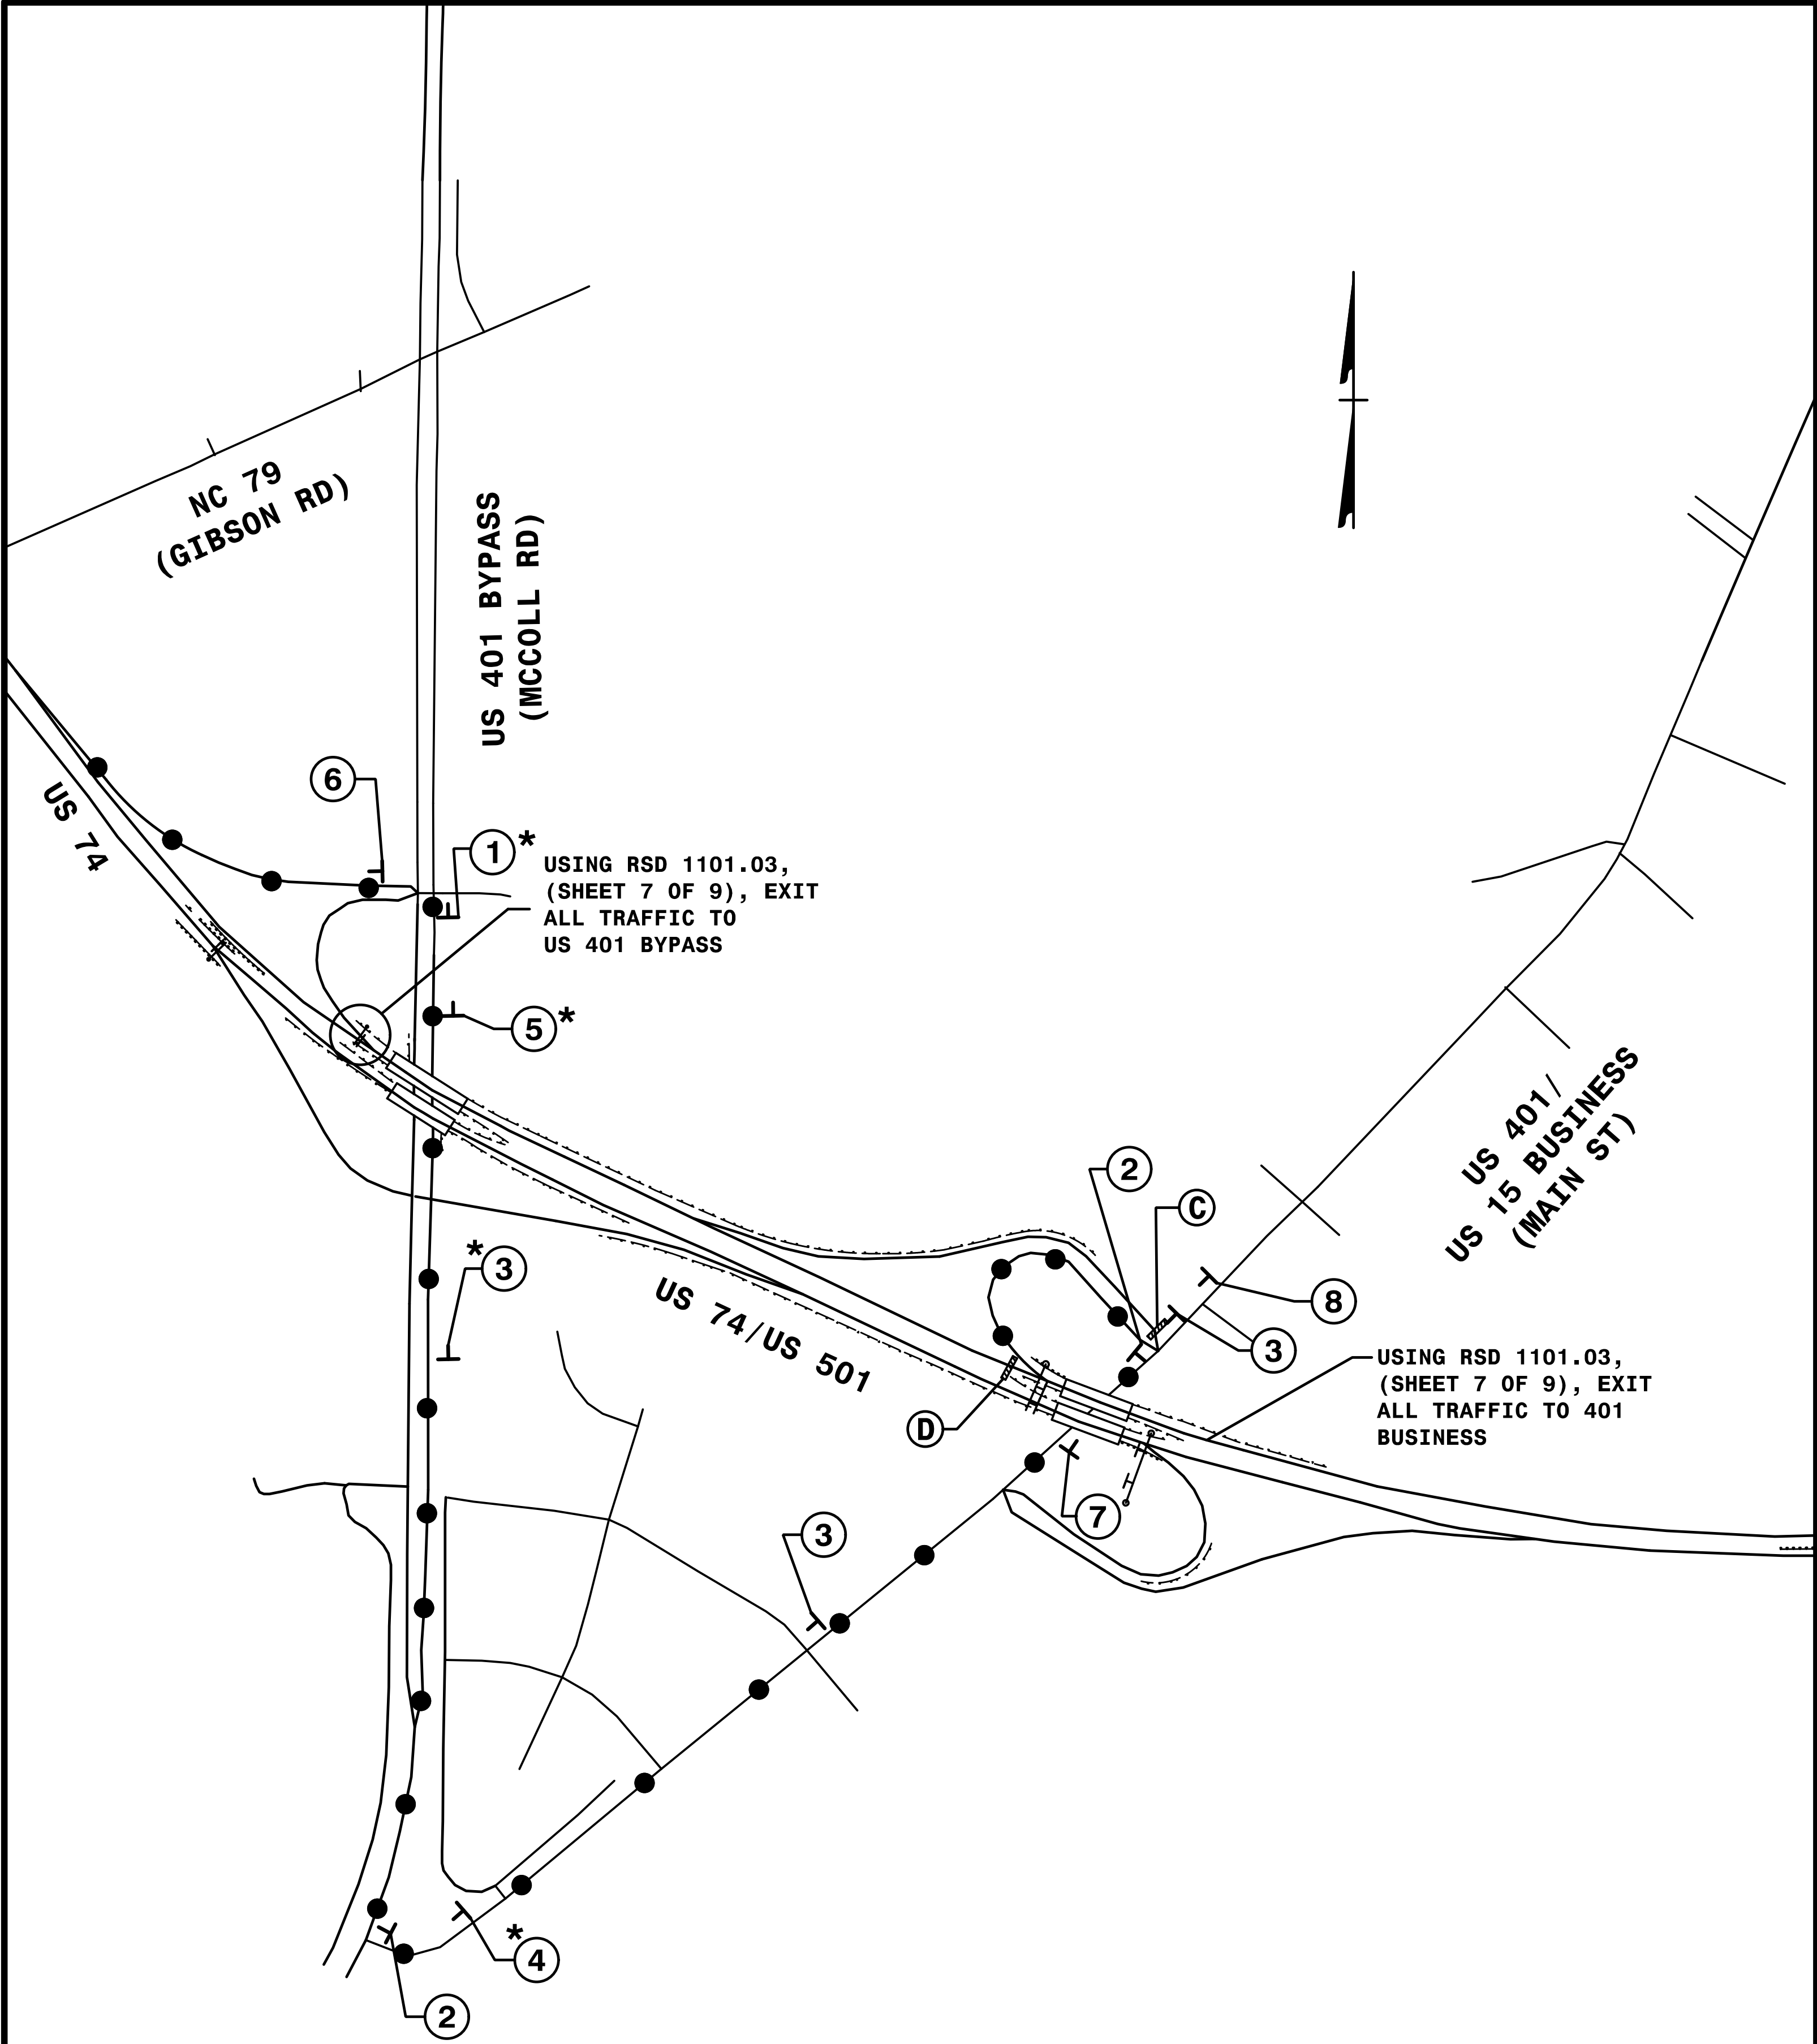 NC 79
(GIBSON RD)
US 401 BYPASS
(MCCOLL RD)
US 74
6
1*
USING RSD 1101.03,
(SHEET 7 OF 9), EXIT
ALL TRAFFIC TO
US 401 BYPASS
5*
US 401/
US 15 BUSINESS
(MAIN ST)
2
C
*3
8
US 74/US 501
3
USING RSD 1101.03,
(SHEET 7 OF 9), EXIT
ALL TRAFFIC TO 401
BUSINESS
D
7
3
*4
2